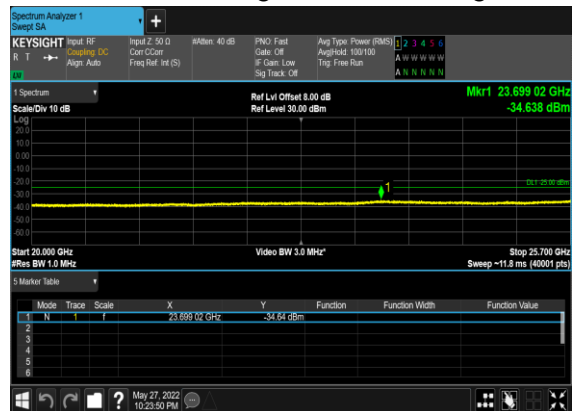 Spectrum Analyzer 1
Swept SA
+
KEYSIGHT Input: RF Input Z: 50 Ω #Atten: 40 dB PNO: Fast Avg Type: Power (RMS) 1 2 3 4 5 6
R T Coupling: DC Corr CCorr Gate: Off Avg|Hold: 100/100 A W W W W W
Align: Auto Freq Ref: Int (S) IF Gain: Low Trig: Free Run
Sig Track: Off A N N N N N
1 Spectrum Ref Lvl Offset 8.00 dB Mkr1 23.699 02 GHz
Scale/Div 10 dB Ref Level 30.00 dBm -34.638 dBm
Log
20.0
10.0
0.00
-10.0
-20.0
1
DL1 -25.00 dBm
-30.0
-40.0
-50.0
-60.0
Start 20.000 GHz Video BW 3.0 MHz* Stop 25.700 GHz
#Res BW 1.0 MHz Sweep ~11.8 ms (40001 pts)
5 Marker Table
Mode Trace Scale X Y Function Function Width Function Value
1 N 1 f 23.699 02 GHz -34.64 dBm
2
3
4
5
6
? May 27, 2022
10:23:50 PM